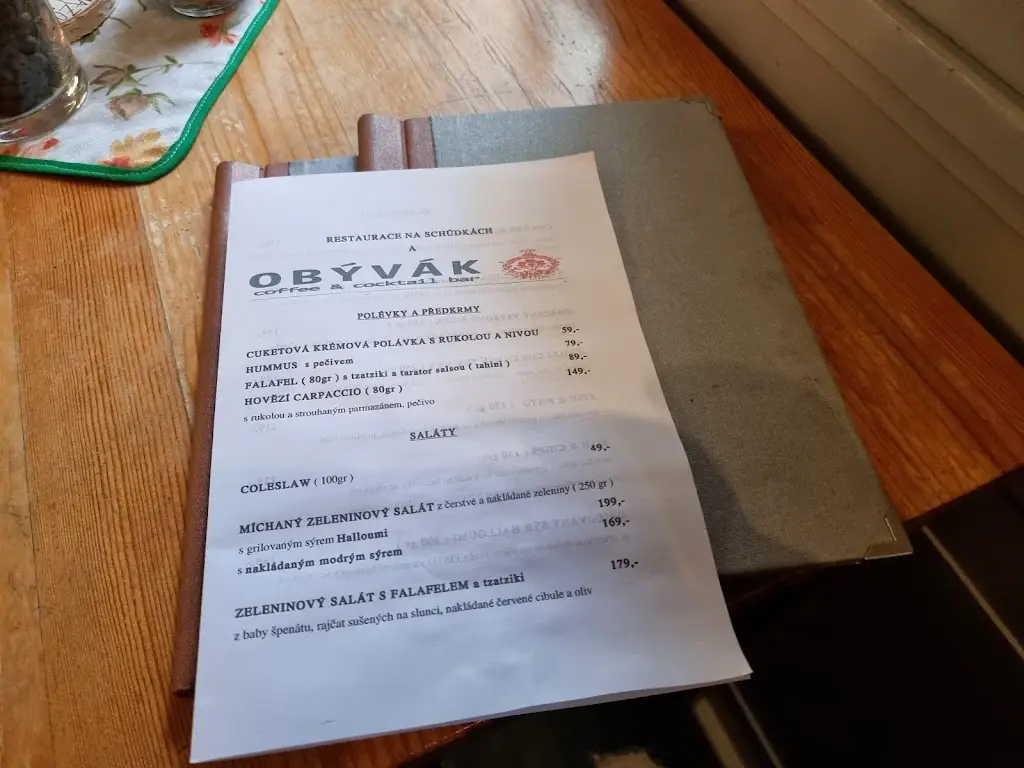 RESTAURACE NA SCHŮDKÁCH
A
OBÝVÁK
coffee & cocktail bar
POLÉVKY A PŘEDKRMY
CUKETOVÁ KRÉMOVÁ POLÁVKA S RUKOLOU A NIVOU 59,-
HUMMUS s pečivem 79,-
FALAFEL ( 80gr ) s tzatziki a tarator salsou ( tahini ) 89,-
HOVĚZÍ CARPACCIO ( 80gr ) 149,-
s rukolou a strouhaným parmazánem, pečivo
SALÁTY
COLESLAW ( 100gr ) 49,-
MÍCHANÝ ZELENINOVÝ SALÁT z čerstvé a nakládané zeleniny ( 250 gr )
s grilovaným sýrem Halloumi 199,-
s nakládaným modrým sýrem 169,-
ZELENINOVÝ SALÁT S FALAFELEM a tzatziki 179,-
z baby špenátu, rajčat sušených na slunci, nakládané červené cibule a oliv